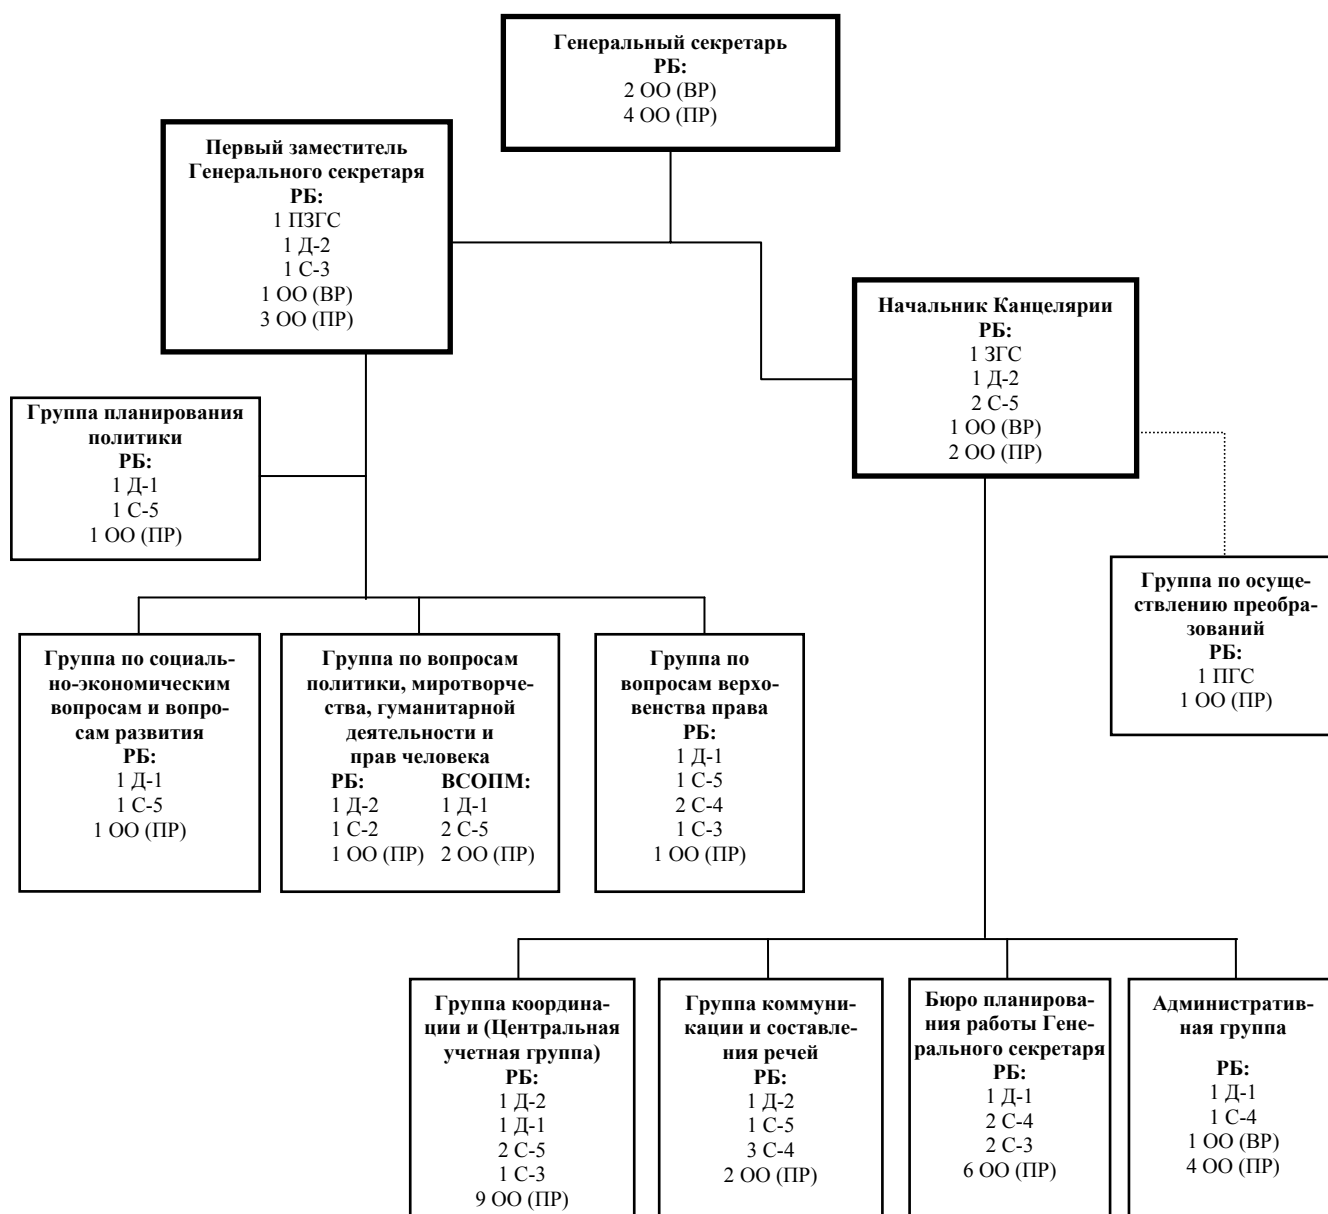 Генеральный секретарь
РБ:
2 ОО (ВР)
4 ОО (ПР)
Первый заместитель
Генерального секретаря
РБ:
1 ПЗГС
1 Д-2
1 С-3
1 ОО (ВР)
3 ОО (ПР)
Начальник Канцелярии
РБ:
1 ЗГС
1 Д-2
2 С-5
1 ОО (ВР)
2 ОО (ПР)
Группа планирования
политики
РБ:
1 Д-1
1 С-5
1 ОО (ПР)
Группа по осуще-
ствлению преобра-
зований
РБ:
1 ПГС
1 ОО (ПР)
Группа по социаль-
но-экономическим
вопросам и вопро-
сам развития
РБ:
1 Д-1
1 С-5
1 ОО (ПР)
Группа по вопросам
политики, миротворче-
ства, гуманитарной
деятельности и
прав человека
РБ: ВСОПМ:
1 Д-2 1 Д-1
1 С-2 2 С-5
1 ОО (ПР) 2 ОО (ПР)
Группа по
вопросам верхо-
венства права
РБ:
1 Д-1
1 С-5
2 С-4
1 С-3
1 ОО (ПР)
Группа координа-
ции и (Центральная
учетная группа)
РБ:
1 Д-2
1 Д-1
2 С-5
1 С-3
9 ОО (ПР)
Группа коммуни-
кации и составле-
ния речей
РБ:
1 Д-2
1 С-5
3 С-4
2 ОО (ПР)
Бюро планирова-
ния работы Гене-
рального секретаря
РБ:
1 Д-1
2 С-4
2 С-3
6 ОО (ПР)
Административ-
ная группа
РБ:
1 Д-1
1 С-4
1 ОО (ВР)
4 ОО (ПР)